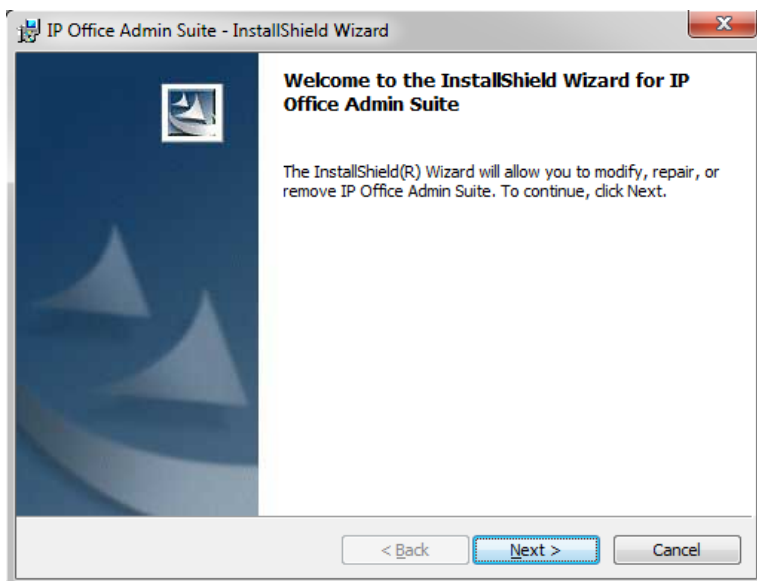 IP Office Admin Suite - InstallShield Wizard
Welcome to the InstallShield Wizard for IP
Office Admin Suite
The InstallShield(R) Wizard will allow you to modify, repair, or
remove IP Office Admin Suite. To continue, click Next.
< Back
Next >
Cancel